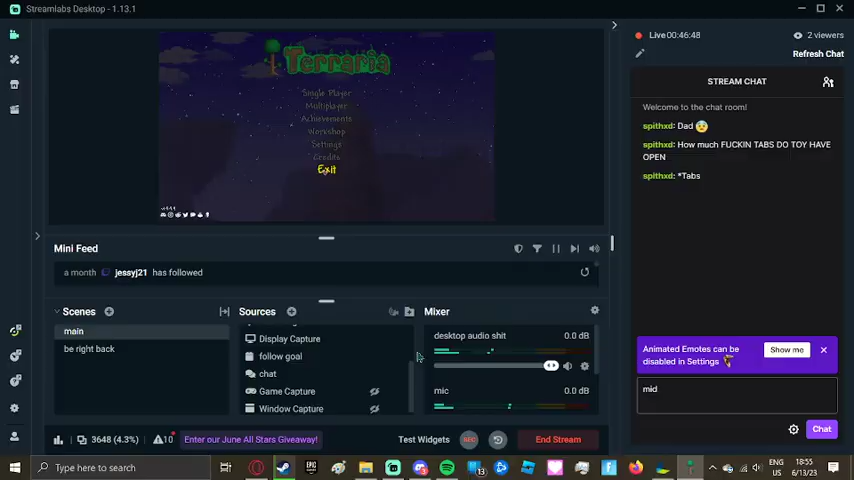 Streamlabs Desktop - 1.13.1
Live 00:46:48
2 viewers
Refresh Chat
Terraria
Single Player
Multiplayer
Achievements
Workshop
Settings
Credits
Exit
STREAM CHAT
Welcome to the chat room!
spithxd: Dad 😰
spithxd: How much FUCKIN TABS DO TOY HAVE
OPEN
spithxd: *Tabs
Mini Feed
a month jessyj21 has followed
Scenes
main
be right back
Sources
Display Capture
follow goal
chat
Game Capture
Window Capture
Mixer
desktop audio shit 0.0 dB
mic 0.0 dB
Animated Emotes can be
disabled in Settings
Show me
mid
Chat
3648 (4.3%)
10
Enter our June All Stars Giveaway!
Test Widgets
REC
End Stream
Type here to search
EPIC
13
ENG
US
18:55
6/13/23